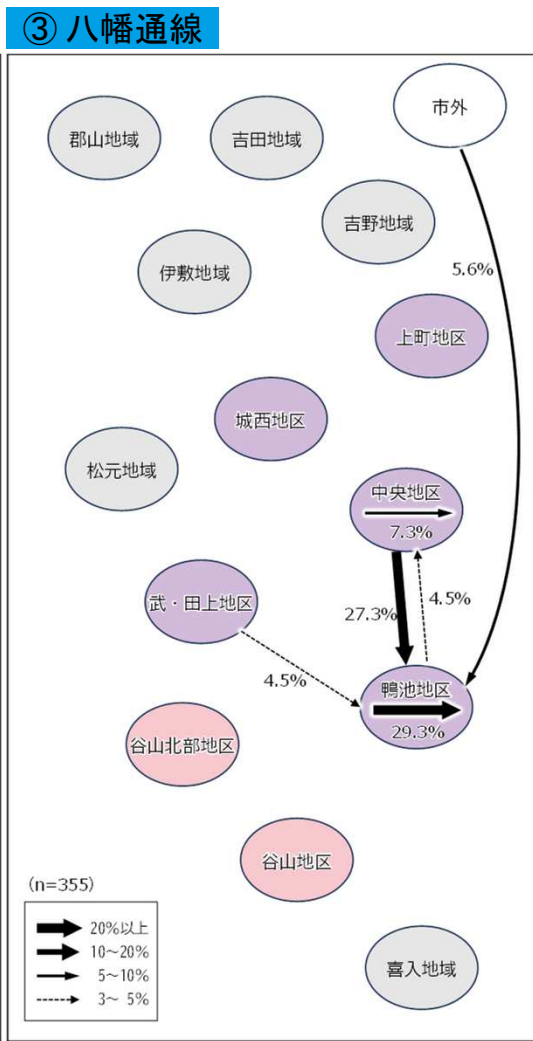 ③ 八幡通線
市外
郡山地域
吉田地域
吉野地域
伊敷地域
5.6%
上町地区
城西地区
松元地域
中央地区
7.3%
武・田上地区
27.3%
4.5%
4.5%
鴨池地区
29.3%
谷山北部地区
谷山地区
(n=355)
20%以上
10～20%
5～10%
3～ 5%
喜入地域